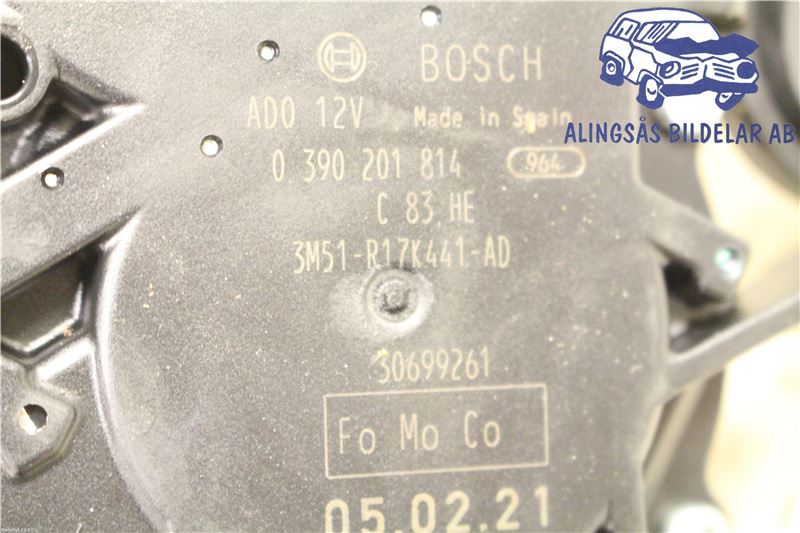 BOSCH
AD0 12V Made in Spain
ALINGSÅS BILDELAR AB
0 390 201 814 964
C 83 HE
3M51-R17K441-AD
30699261
Fo Mo Co
05.02.21